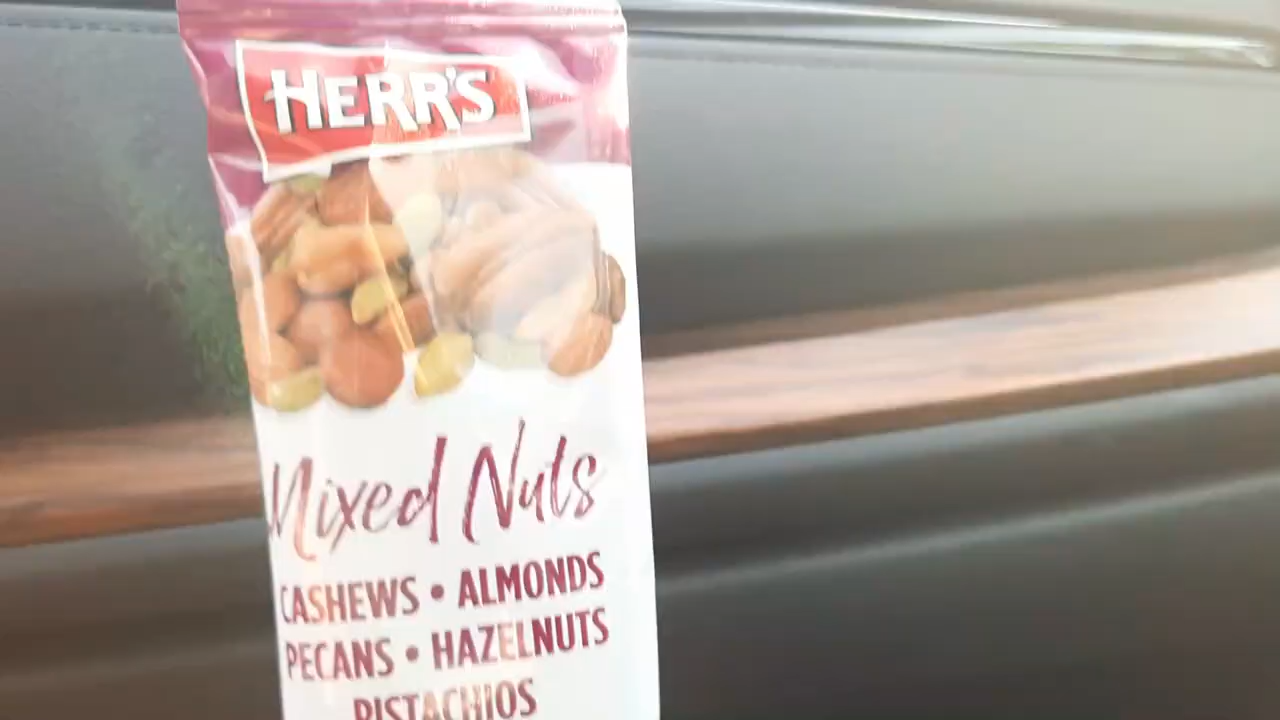 HERR'S
Mixed Nuts
CASHEWS • ALMONDS
PECANS • HAZELNUTS
PISTACHIOS